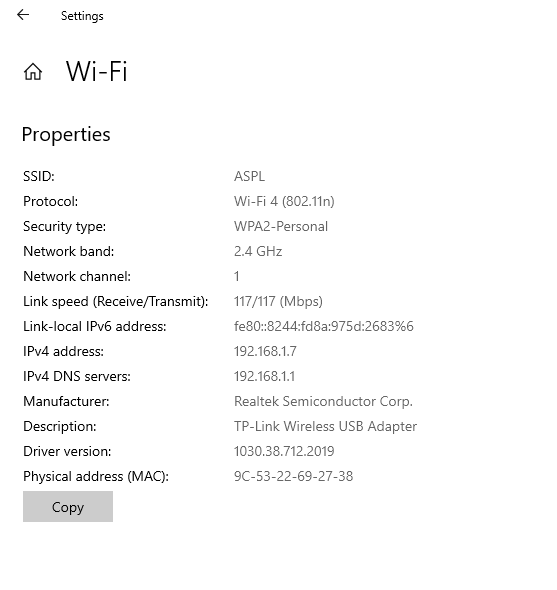 Settings
Wi-Fi
Properties
SSID: ASPL
Protocol: Wi-Fi 4 (802.11n)
Security type: WPA2-Personal
Network band: 2.4 GHz
Network channel: 1
Link speed (Receive/Transmit): 117/117 (Mbps)
Link-local IPv6 address: fe80::8244:fd8a:975d:2683%6
IPv4 address: 192.168.1.7
IPv4 DNS servers: 192.168.1.1
Manufacturer: Realtek Semiconductor Corp.
Description: TP-Link Wireless USB Adapter
Driver version: 1030.38.712.2019
Physical address (MAC): 9C-53-22-69-27-38
Copy